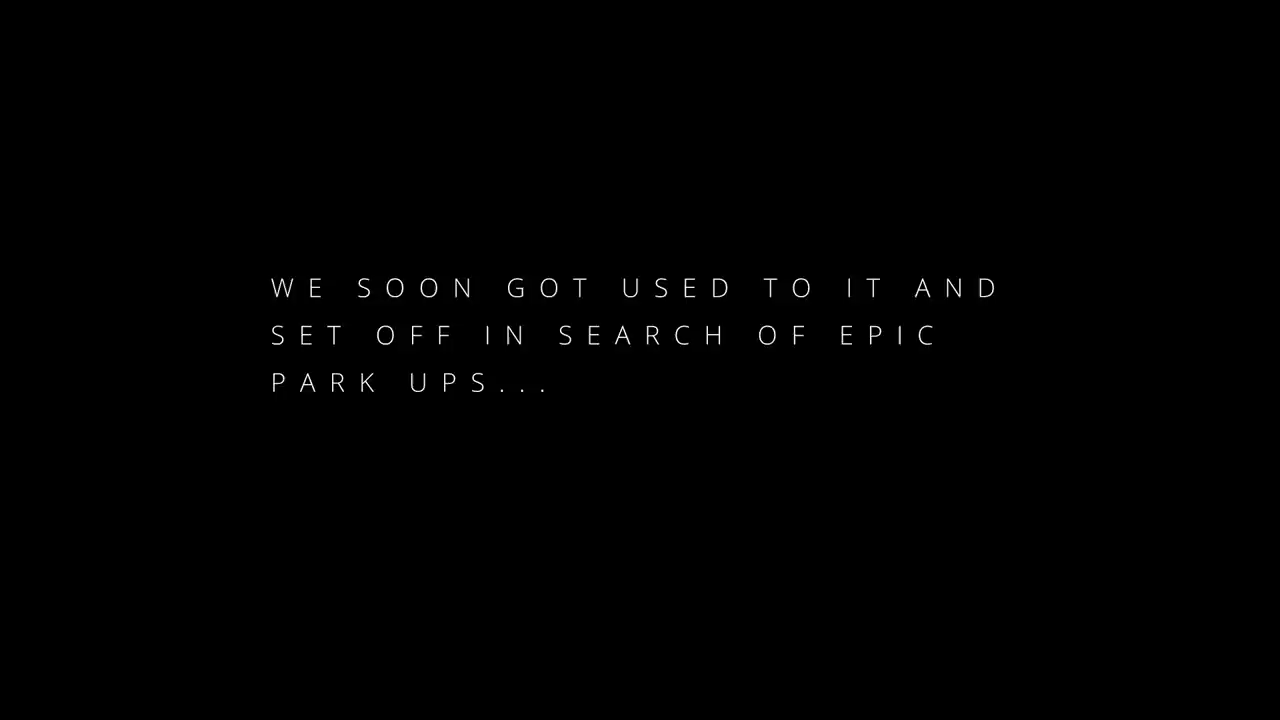 WE SOON GOT USED TO IT AND
SET OFF IN SEARCH OF EPIC
PARK UPS...